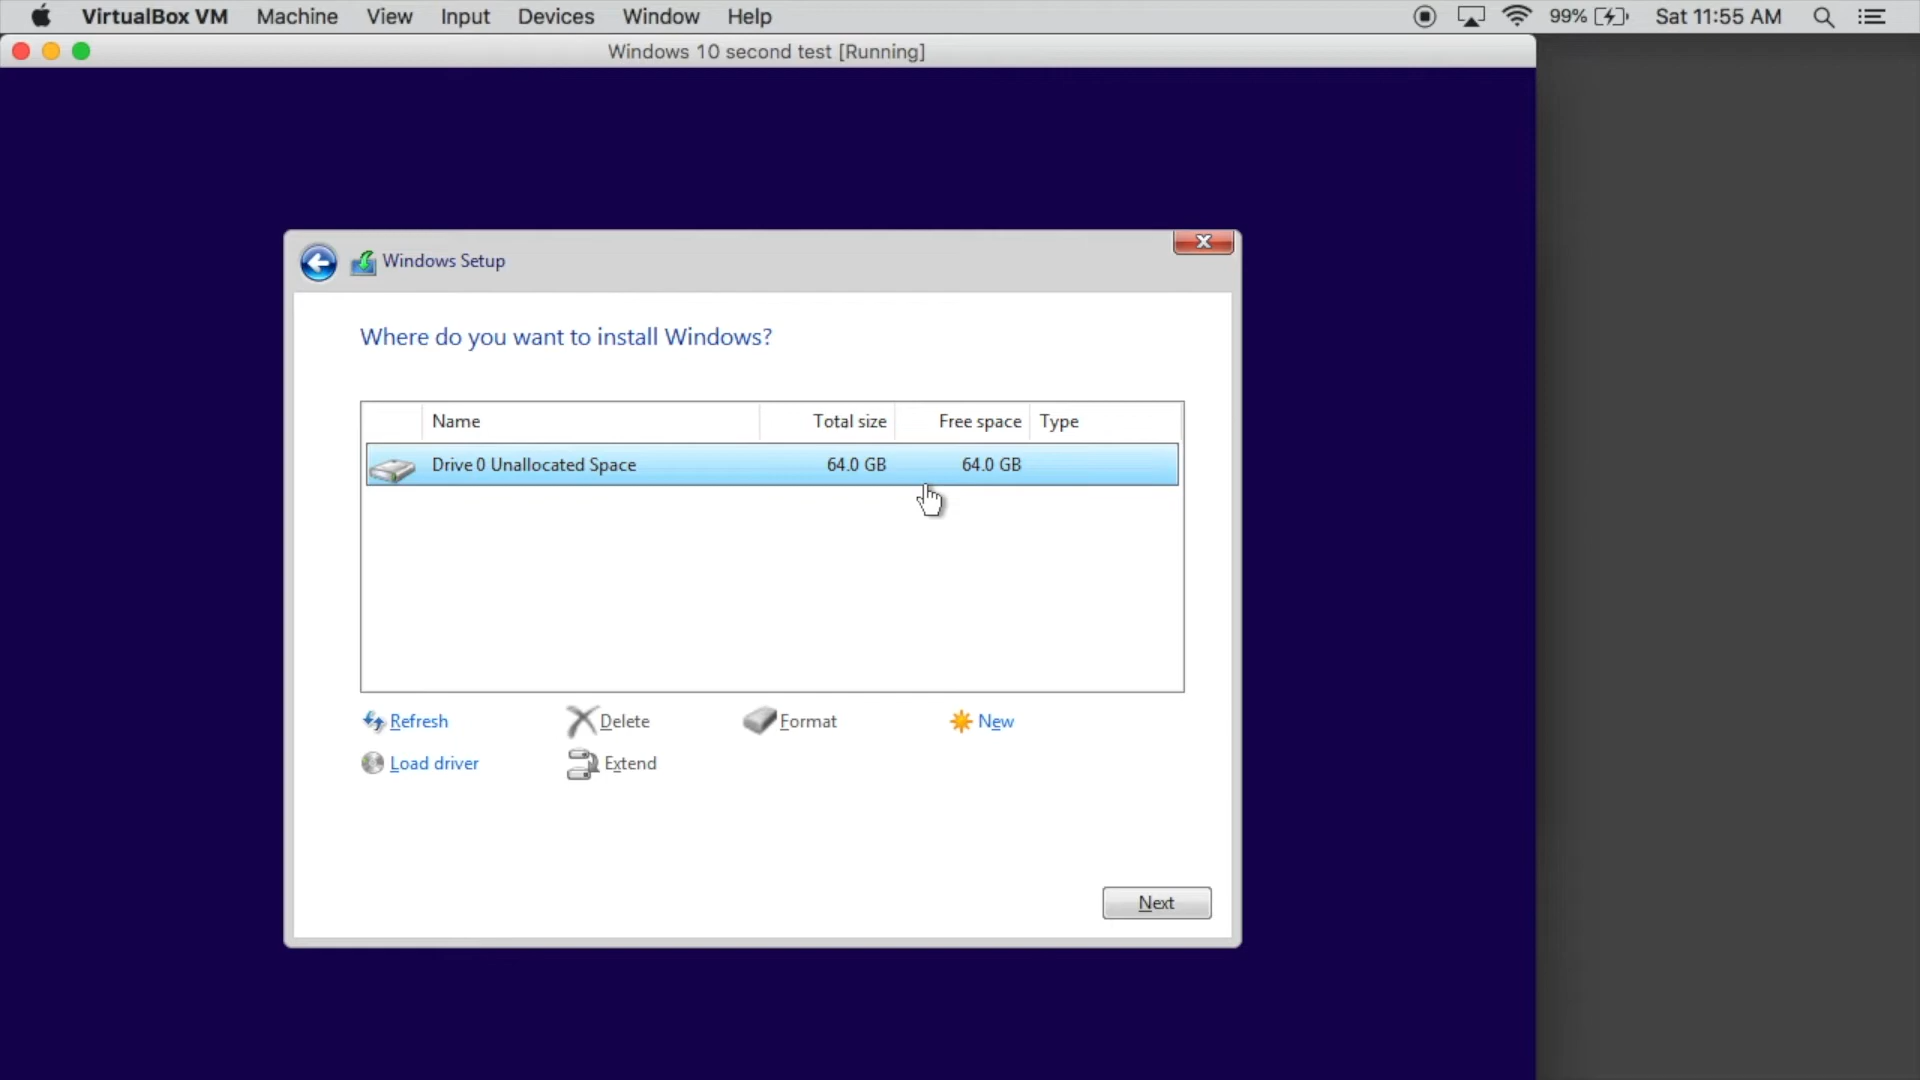 VirtualBox VM Machine View Input Devices Window Help 99% Sat 11:55 AM
Windows 10 second test [Running]
Windows Setup
Where do you want to install Windows?
Name Total size Free space Type
Drive 0 Unallocated Space 64.0 GB 64.0 GB
Refresh Delete Format New
Load driver Extend
Next